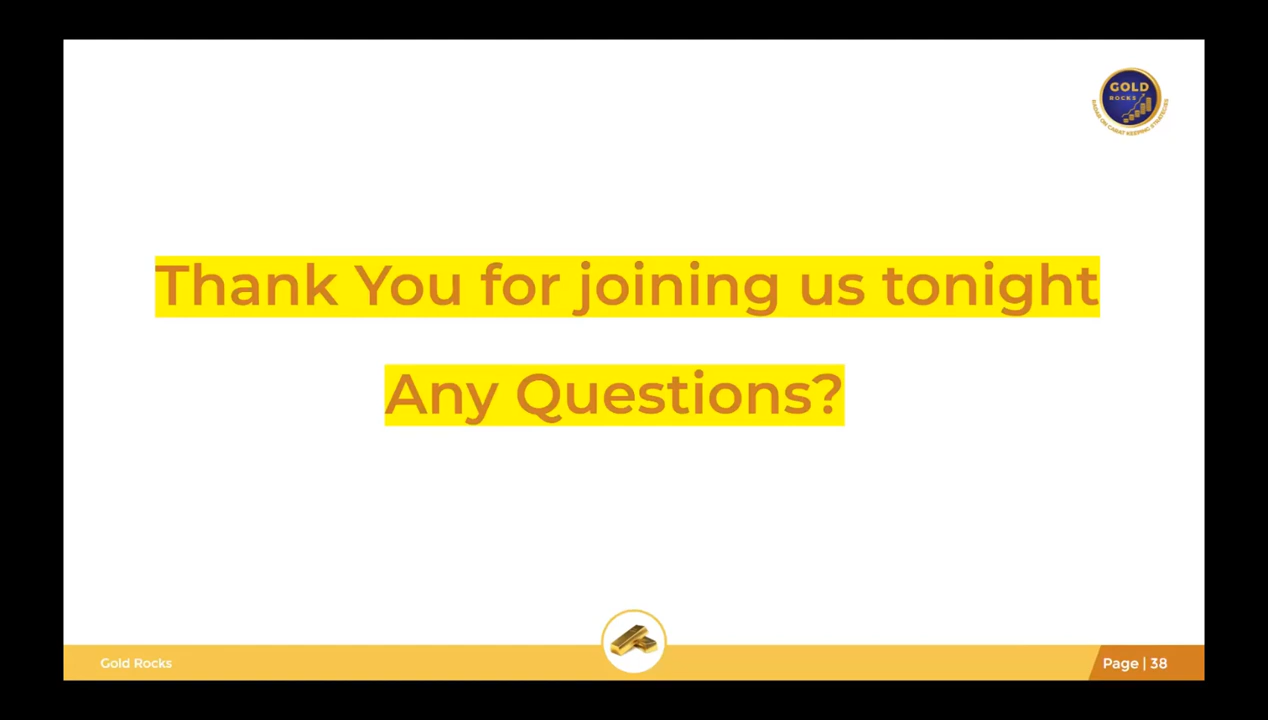 GOLD
ROCKS
Thank You for joining us tonight
Any Questions?
Gold Rocks
Page | 38